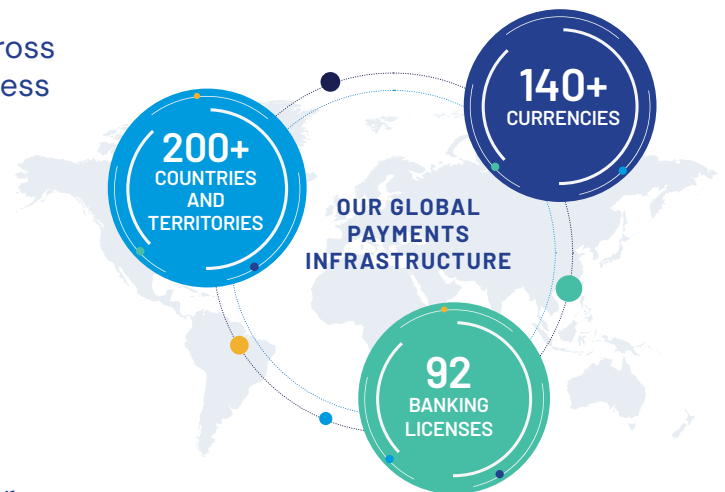 ross
ess
140+
CURRENCIES
200+
COUNTRIES
AND
TERRITORIES
OUR GLOBAL
PAYMENTS
INFRASTRUCTURE
92
BANKING
LICENSES